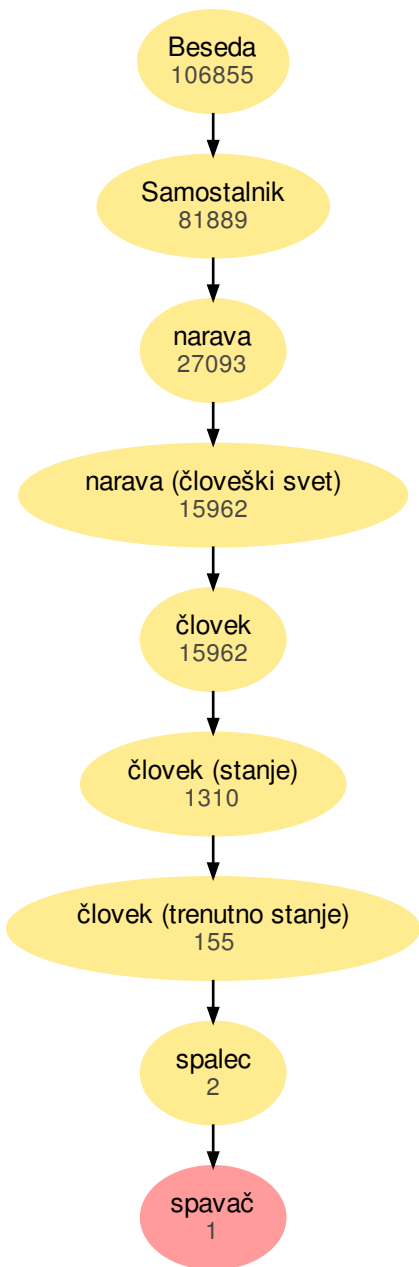 Beseda
106855
Samostalnik
81889
narava
27093
narava (človeški svet)
15962
človek
15962
človek (stanje)
1310
človek (trenutno stanje)
155
spalec
2
spavač
1